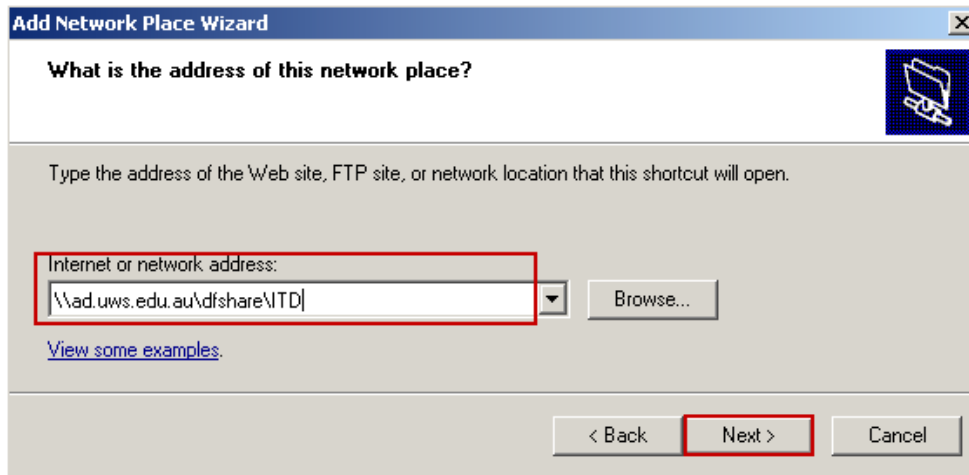 Add Network Place Wizard
What is the address of this network place?
Type the address of the Web site, FTP site, or network location that this shortcut will open.
Internet or network address:
\\ad.uws.edu.au\dfshare\ITD
Browse...
View some examples.
< Back Next > Cancel